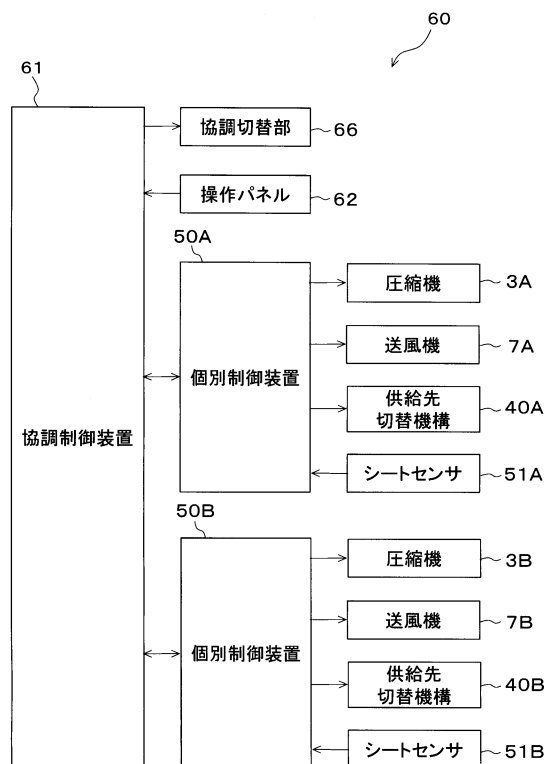 60
61
協調切替部
66
操作パネル
62
50A
圧縮機
3A
送風機
7A
個別制御装置
供給先
切替機構
40A
協調制御装置
シートセンサ
51A
50B
圧縮機
3B
送風機
7B
個別制御装置
供給先
切替機構
40B
シートセンサ
51B